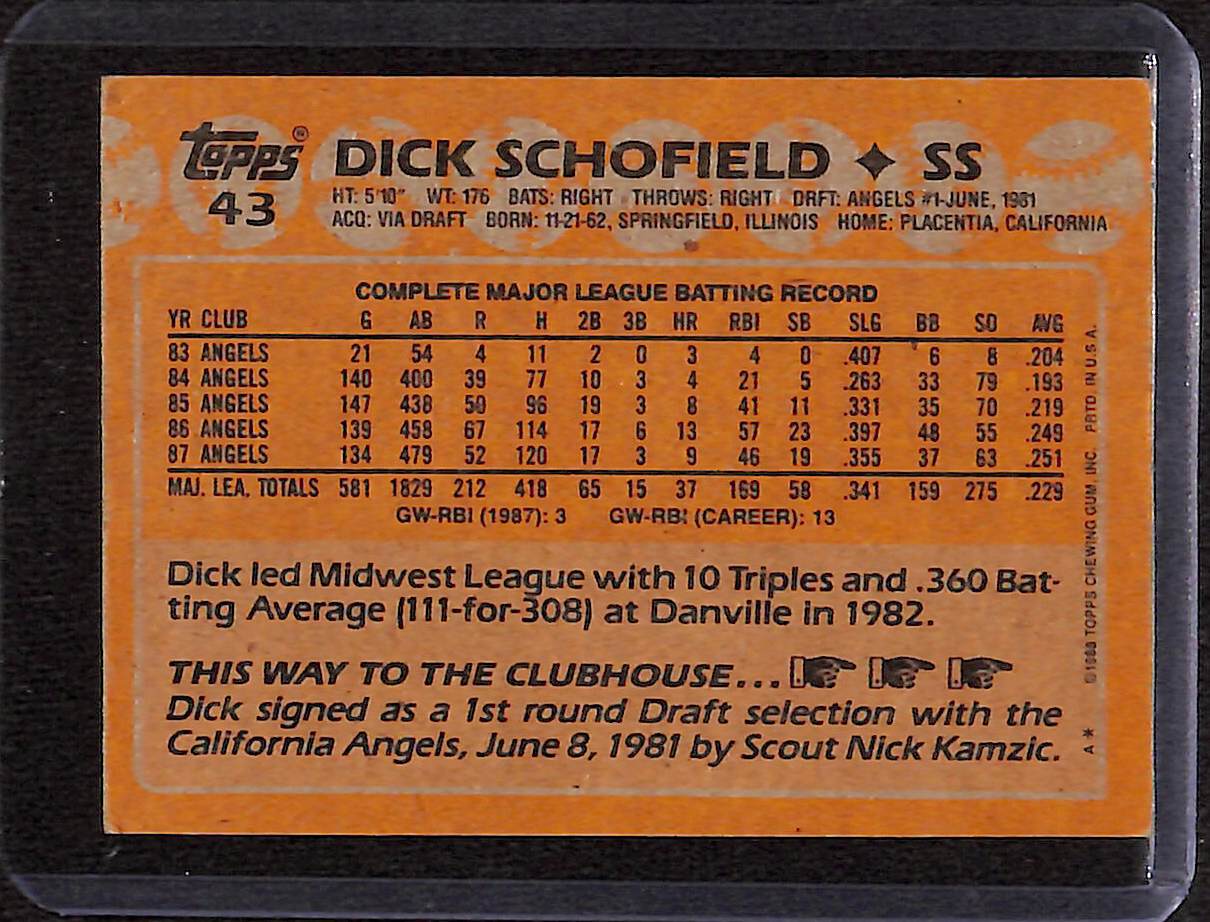 topps® DICK SCHOFIELD ✦ SS
43
HT: 5'10" WT: 176 BATS: RIGHT THROWS: RIGHT DRFT: ANGELS #1-JUNE, 1981
ACQ: VIA DRAFT BORN: 11-21-62, SPRINGFIELD, ILLINOIS HOME: PLACENTIA, CALIFORNIA
COMPLETE MAJOR LEAGUE BATTING RECORD
YR CLUB G AB R H 2B 3B HR RBI SB SLG BB SO AVG
83 ANGELS 21 54 4 11 2 0 3 4 0 .407 6 8 .204
84 ANGELS 140 400 39 77 10 3 4 21 5 .263 33 79 .193
85 ANGELS 147 438 50 96 19 3 8 41 11 .331 35 70 .219
86 ANGELS 139 458 67 114 17 6 13 57 23 .397 48 55 .249
87 ANGELS 134 479 52 120 17 3 9 46 19 .355 37 63 .251
MAJ. LEA. TOTALS 581 1829 212 418 65 15 37 169 58 .341 159 275 .229
GW-RBI (1987): 3 GW-RBI (CAREER): 13
Dick led Midwest League with 10 Triples and .360 Bat-
ting Average (111-for-308) at Danville in 1982.
THIS WAY TO THE CLUBHOUSE...
Dick signed as a 1st round Draft selection with the
California Angels, June 8, 1981 by Scout Nick Kamzic.
A* ©1988 TOPPS CHEWING GUM, INC. PRTD. IN U.S.A.